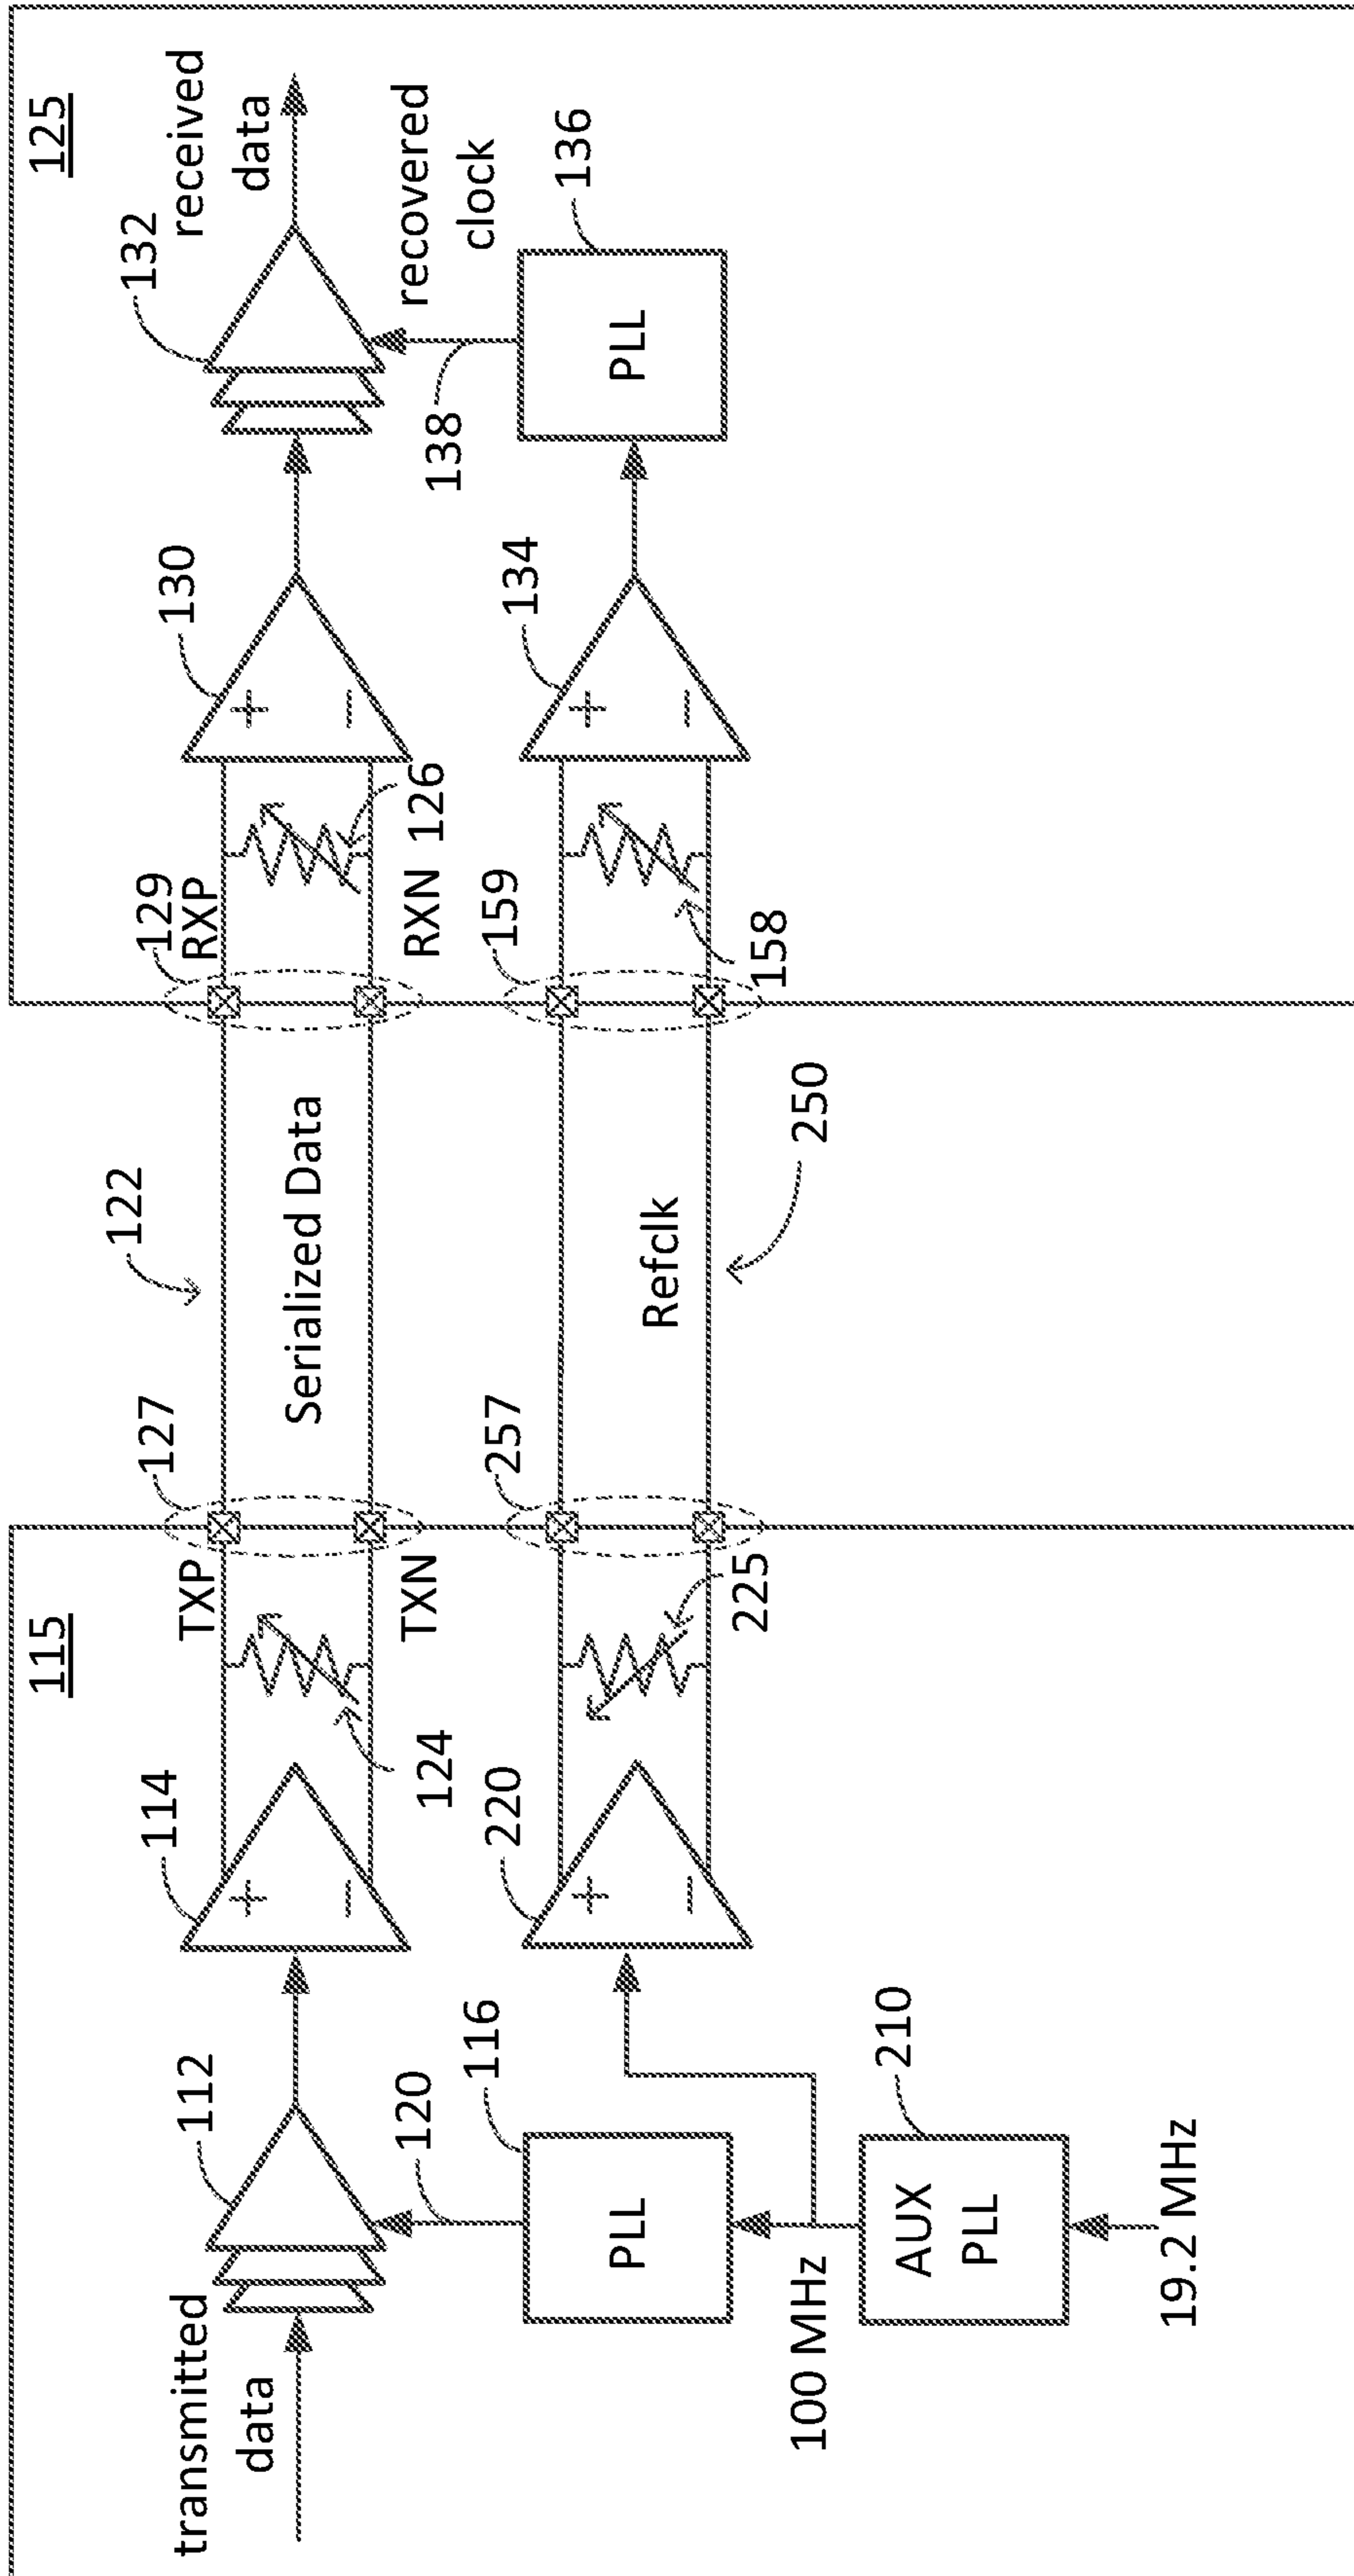 115
125
transmitted
data
112
114
TXP
127
122
129
RXP
130
132
received
data
Serialized Data
120
124
TXN
RXN
126
138
recovered
clock
116
PLL
220
257
159
134
136
PLL
100 MHz
210
225
Refclk
158
250
AUX
PLL
19.2 MHz
+
−
+
−
+
−
+
−